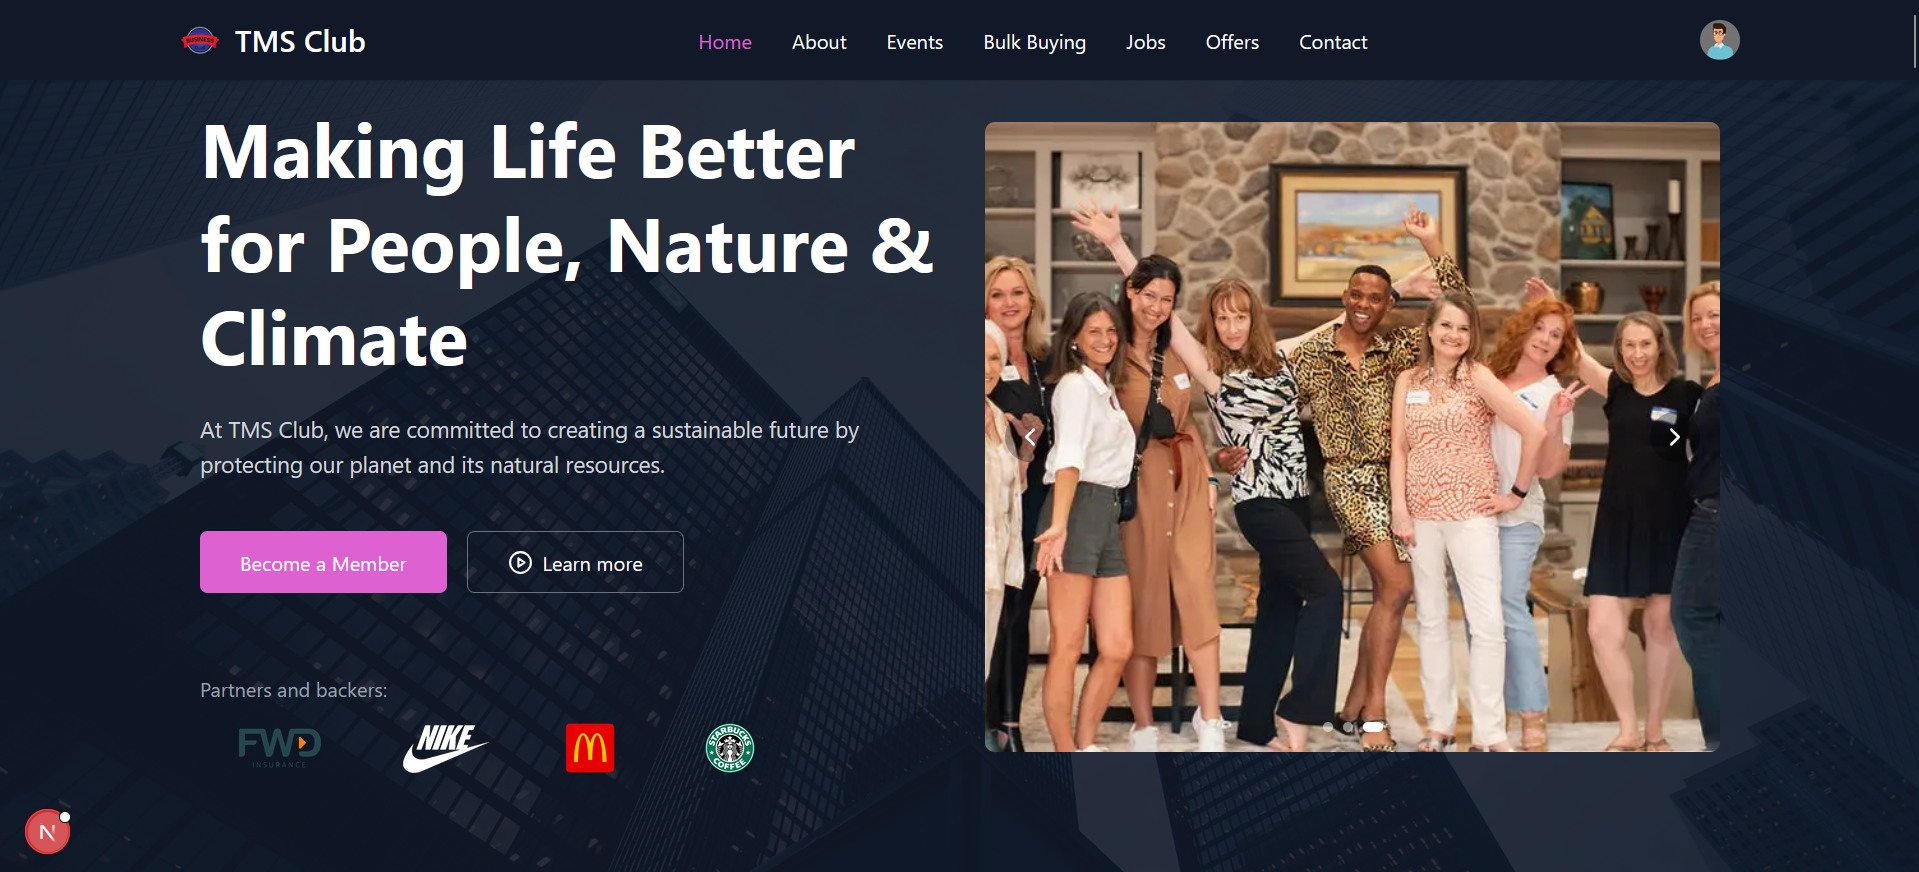 BUSINESS
TMS Club
Home
About
Events
Bulk Buying
Jobs
Offers
Contact
Making Life Better
for People, Nature &
Climate
At TMS Club, we are committed to creating a sustainable future by
protecting our planet and its natural resources.
Become a Member
Learn more
Partners and backers:
FWD
INSURANCE
NIKE
STARBUCKS
COFFEE
N